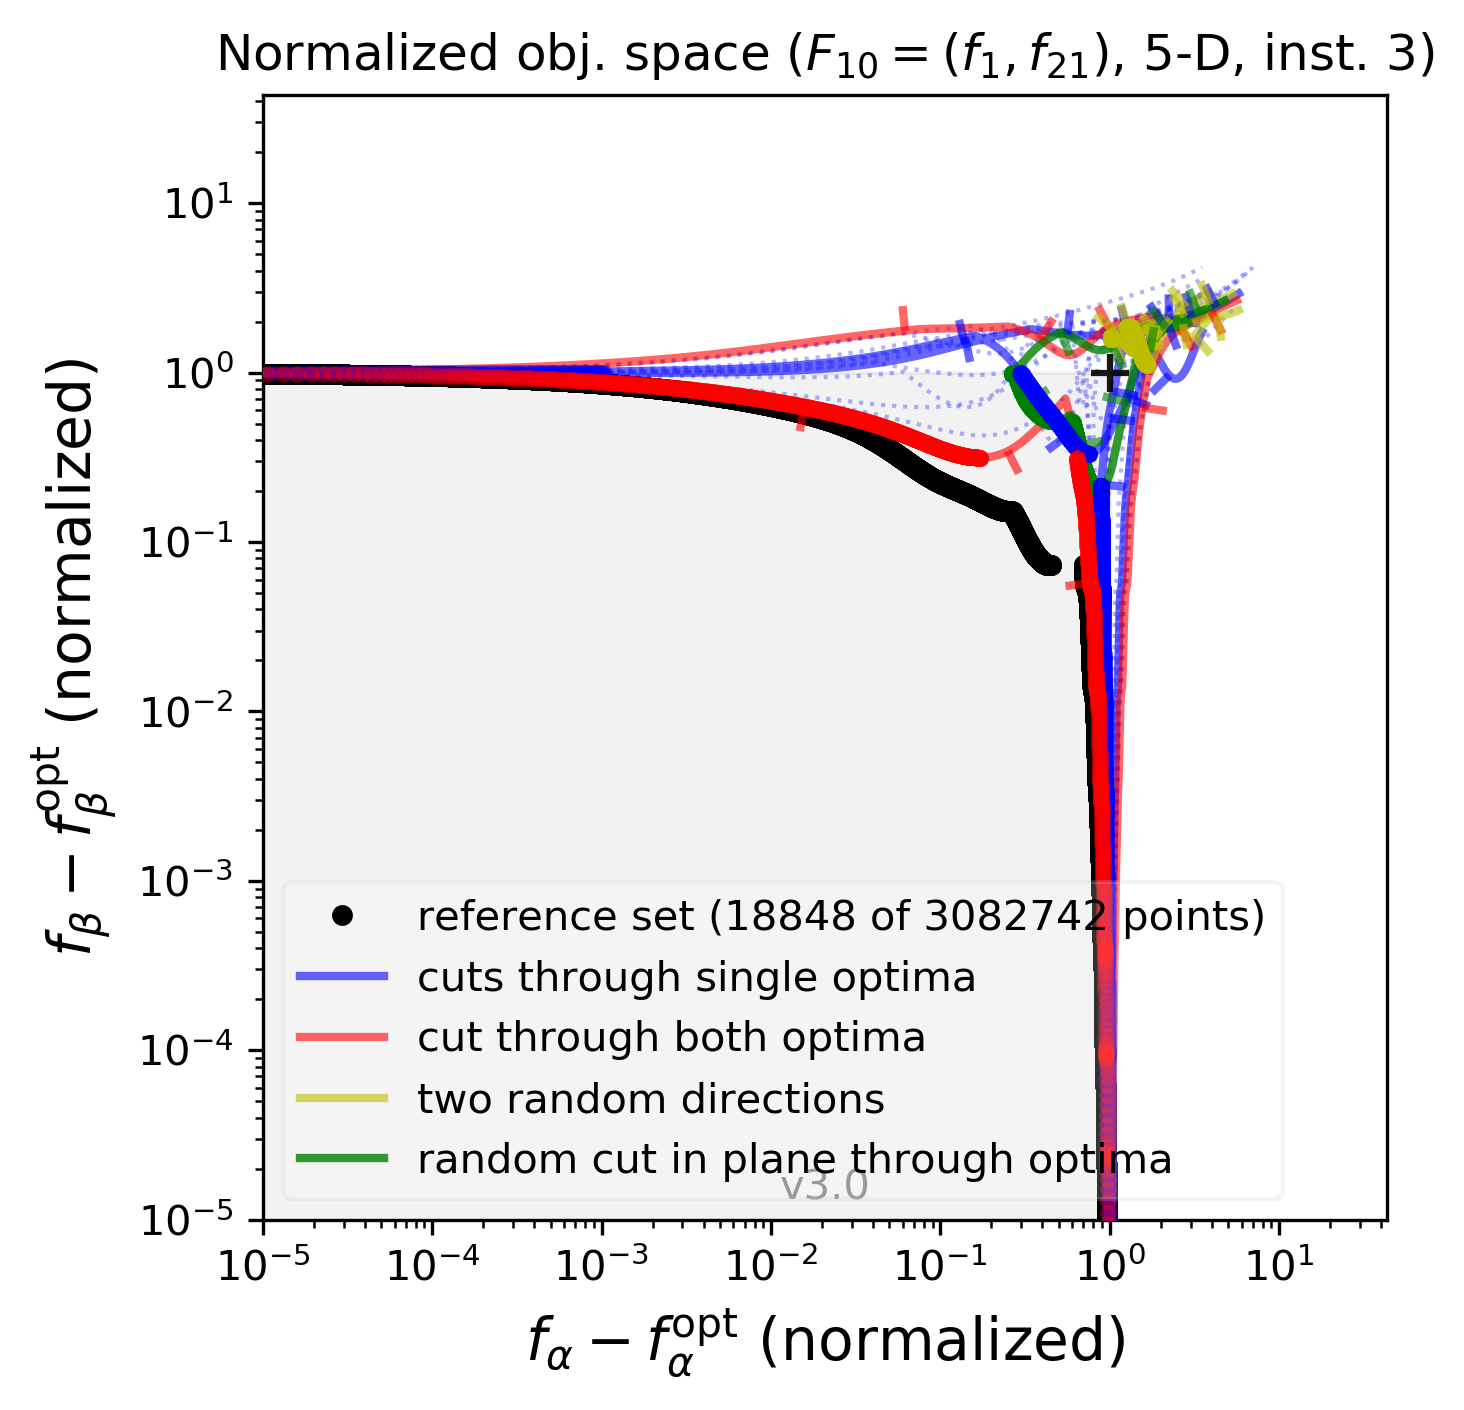 Normalized obj. space (F₁₀ = (f₁, f₂₁), 5-D, inst. 3)
f_β − f_β^opt (normalized)
10¹
10⁰
10⁻¹
10⁻²
10⁻³
10⁻⁴
10⁻⁵
reference set (18848 of 3082742 points)
cuts through single optima
cut through both optima
two random directions
random cut in plane through optima
v3.0
10⁻⁵ 10⁻⁴ 10⁻³ 10⁻² 10⁻¹ 10⁰ 10¹
f_α − f_α^opt (normalized)